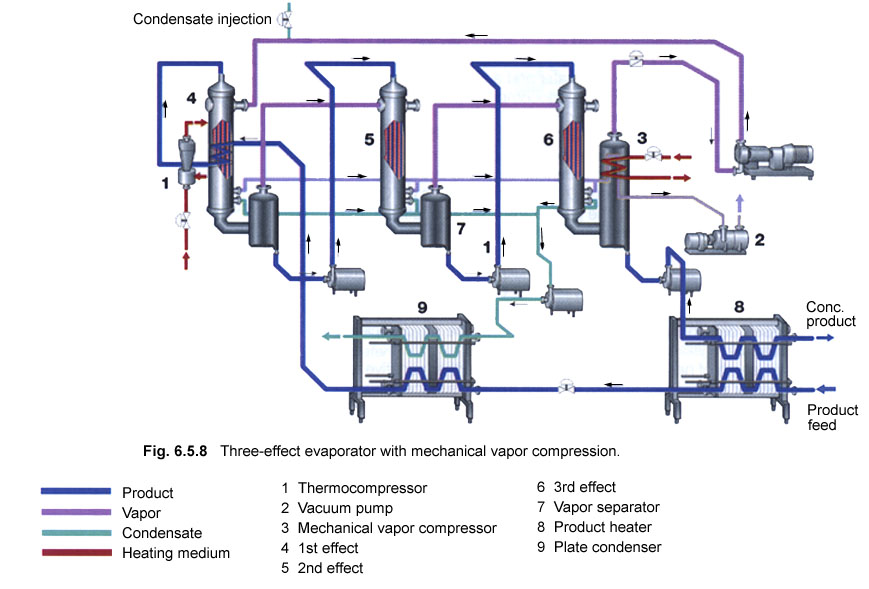 Condensate injection
4
5
6
3
1
7
1
2
9
8
Conc.
product
Product
feed
Fig. 6.5.8 Three-effect evaporator with mechanical vapor compression.
Product
Vapor
Condensate
Heating medium
1 Thermocompressor
2 Vacuum pump
3 Mechanical vapor compressor
4 1st effect
5 2nd effect
6 3rd effect
7 Vapor separator
8 Product heater
9 Plate condenser